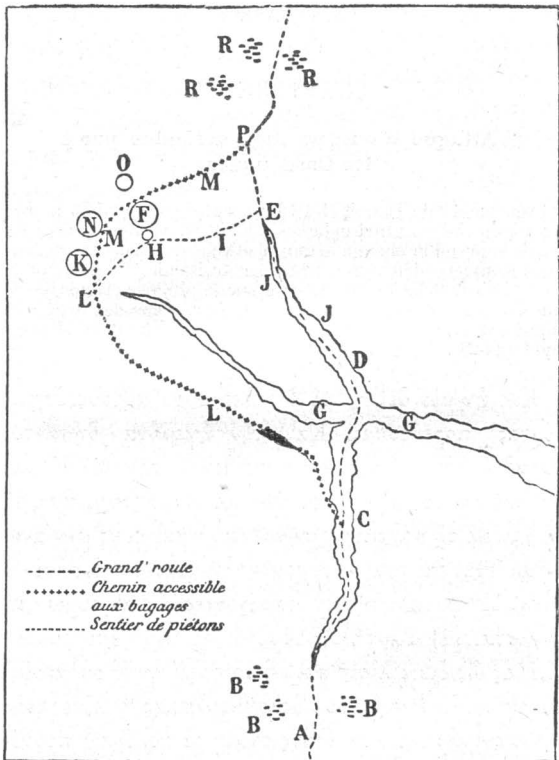 R
R
R
P
O
M
F
N
E
M
I
H
K
J
L
J
D
L
G
G
C
Grand' route
Chemin accessible
aux bagages
Sentier de piétons
B
B
B
A